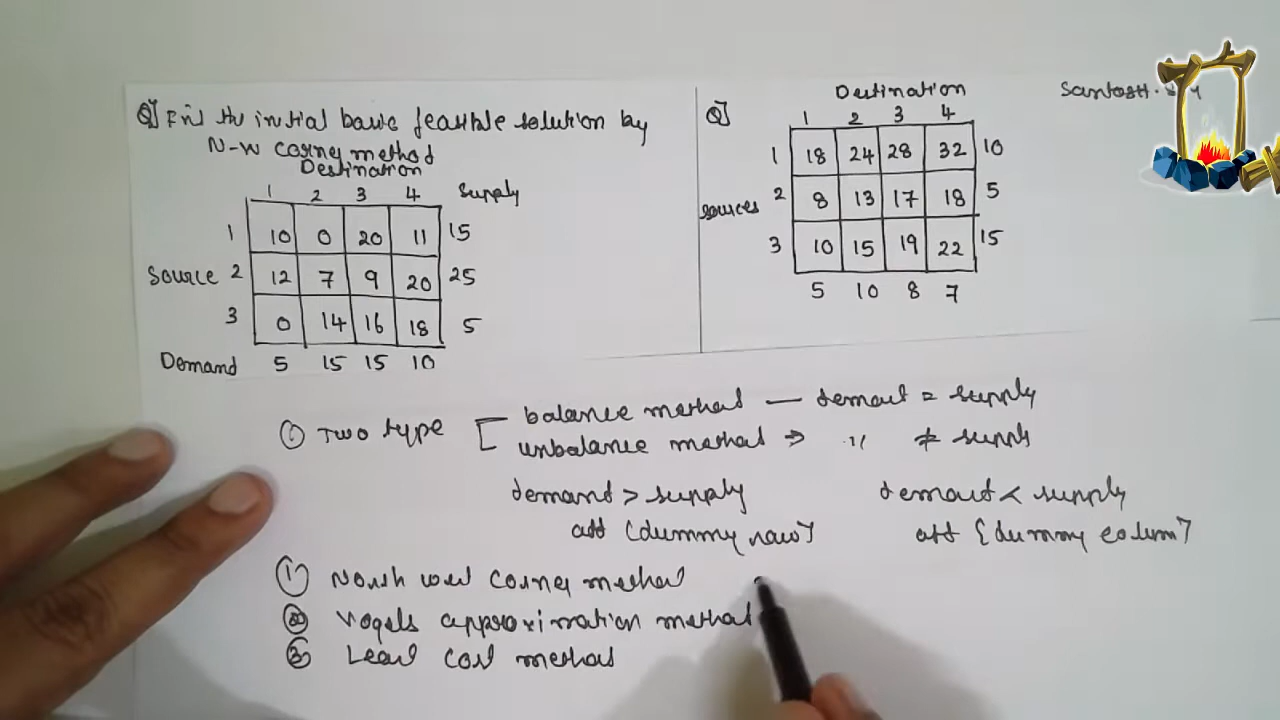 Q] Find the initial basic feasible solution by
N-W corner method
Destination
1 2 3 4 Supply
1 10 0 20 11 15
Source 2 12 7 9 20 25
3 0 14 16 18 5
Demand 5 15 15 10
Q] Destination
1 2 3 4
1 18 24 28 32 10
sources 2 8 13 17 18 5
3 10 15 19 22 15
5 10 8 7
Santosh
① Two type [ balance method — demand = supply
unbalance method ⇒ ·11 ≠ supply
demand > supply demand < supply
add (dummy row} add {dummy column}
① North west corner method
② Vogels approximation method
③ Least cost method